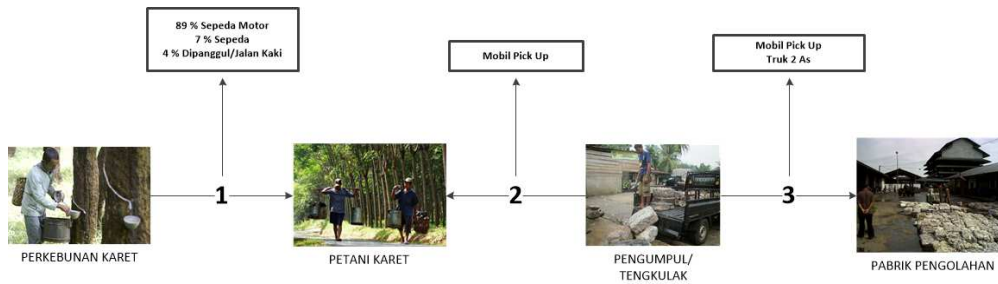 89 % Sepeda Motor
7 % Sepeda
4 % Dipanggul/Jalan Kaki
Mobil Pick Up
Mobil Pick Up
Truk 2 As
1
2
3
PERKEBUNAN KARET
PETANI KARET
PENGUMPUL/
TENGKULAK
PABRIK PENGOLAHAN